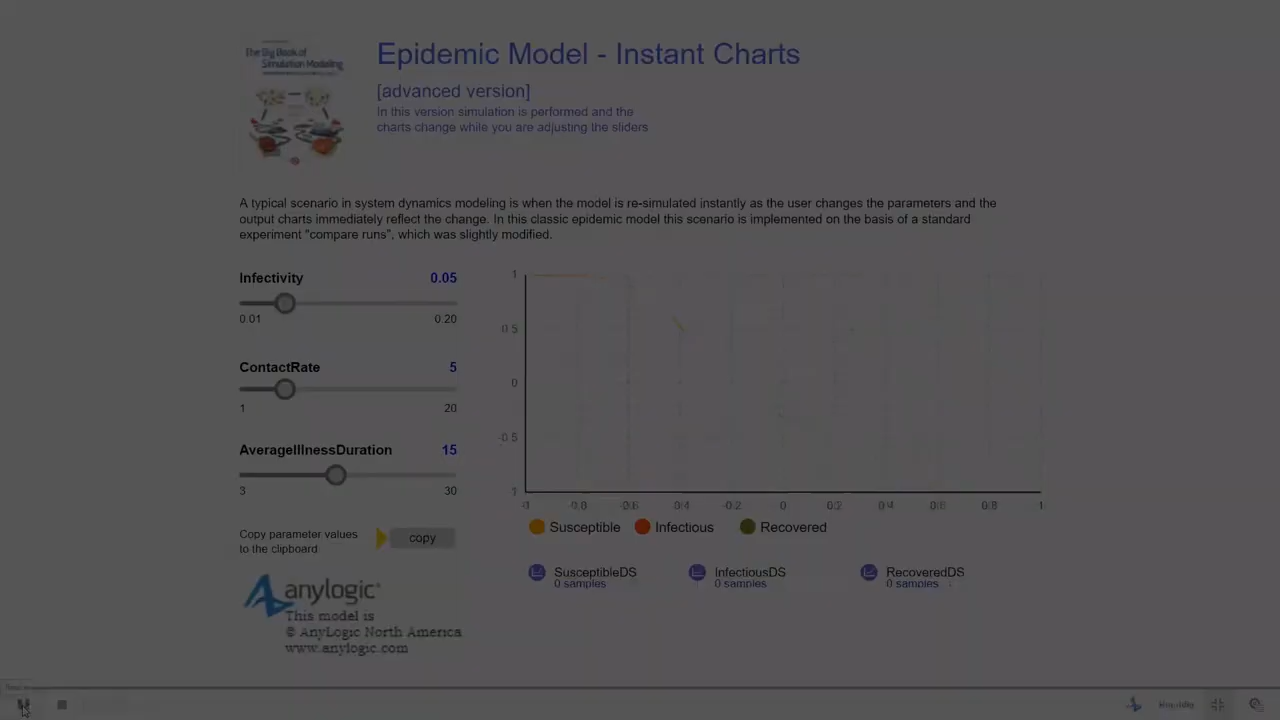 The Big Book of
Simulation Modeling
Epidemic Model - Instant Charts
[advanced version]
In this version simulation is performed and the
charts change while you are adjusting the sliders
A typical scenario in system dynamics modeling is when the model is re-simulated instantly as the user changes the parameters and the
output charts immediately reflect the change. In this classic epidemic model this scenario is implemented on the basis of a standard
experiment "compare runs", which was slightly modified.
Infectivity 0.05
0.01 0.20
ContactRate 5
1 20
AverageIllnessDuration 15
3 30
Copy parameter values
to the clipboard
copy
anylogic
This model is
© AnyLogic North America
www.anylogic.com
1
0.5
0
-0.5
-1 -0.8 -0.6 -0.2 0 0.2 0.4 0.6 0.8 1
Susceptible Infectious Recovered
SusceptibleDS InfectiousDS RecoveredDS
0 samples 0 samples 0 samples